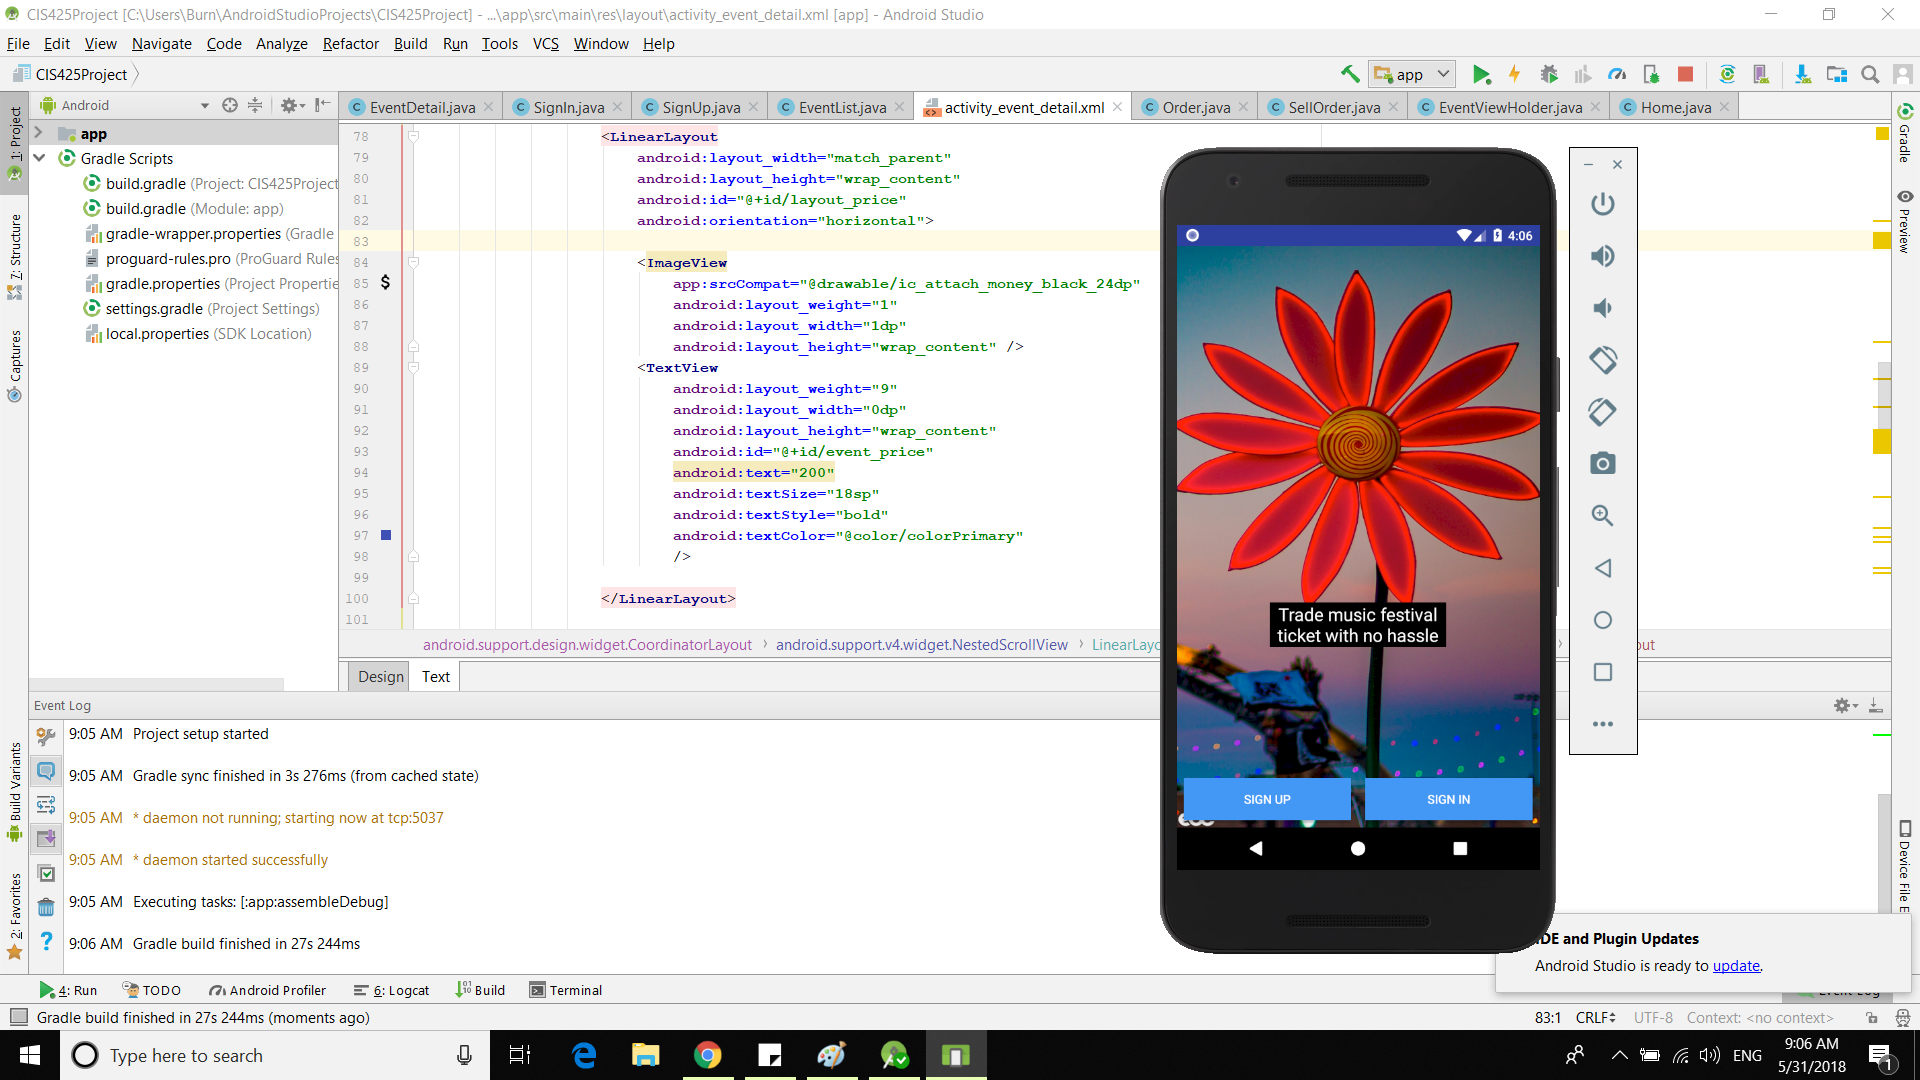 CIS425Project [C:\Users\Burn\AndroidStudioProjects\CIS425Project] - ...\app\src\main\res\layout\activity_event_detail.xml [app] - Android Studio
File Edit View Navigate Code Analyze Refactor Build Run Tools VCS Window Help
CIS425Project
app
1: Project
7: Structure
Captures
Build Variants
2: Favorites
Android
app
Gradle Scripts
build.gradle (Project: CIS425Project
build.gradle (Module: app)
gradle-wrapper.properties (Gradle
proguard-rules.pro (ProGuard Rules
gradle.properties (Project Propertie
settings.gradle (Project Settings)
local.properties (SDK Location)
EventDetail.java SignIn.java SignUp.java EventList.java activity_event_detail.xml Order.java SellOrder.java EventViewHolder.java Home.java
78 <LinearLayout
79 android:layout_width="match_parent"
80 android:layout_height="wrap_content"
81 android:id="@+id/layout_price"
82 android:orientation="horizontal">
83
84 <ImageView
85 $ app:srcCompat="@drawable/ic_attach_money_black_24dp"
86 android:layout_weight="1"
87 android:layout_width="1dp"
88 android:layout_height="wrap_content" />
89 <TextView
90 android:layout_weight="9"
91 android:layout_width="0dp"
92 android:layout_height="wrap_content"
93 android:id="@+id/event_price"
94 android:text="200"
95 android:textSize="18sp"
96 android:textStyle="bold"
97 android:textColor="@color/colorPrimary"
98 />
99
100 </LinearLayout>
101
android.support.design.widget.CoordinatorLayout android.support.v4.widget.NestedScrollView LinearLayo
out
Design Text
4:06
Trade music festival
ticket with no hassle
SIGN UP SIGN IN
Gradle
Preview
Device File E
Event Log
9:05 AM Project setup started
9:05 AM Gradle sync finished in 3s 276ms (from cached state)
9:05 AM * daemon not running; starting now at tcp:5037
9:05 AM * daemon started successfully
9:05 AM Executing tasks: [:app:assembleDebug]
9:06 AM Gradle build finished in 27s 244ms
IDE and Plugin Updates
Android Studio is ready to update.
4: Run TODO Android Profiler 6: Logcat Build Terminal Event Log
Gradle build finished in 27s 244ms (moments ago)
83:1 CRLF UTF-8 Context: <no context>
Type here to search
ENG
9:06 AM
5/31/2018
1